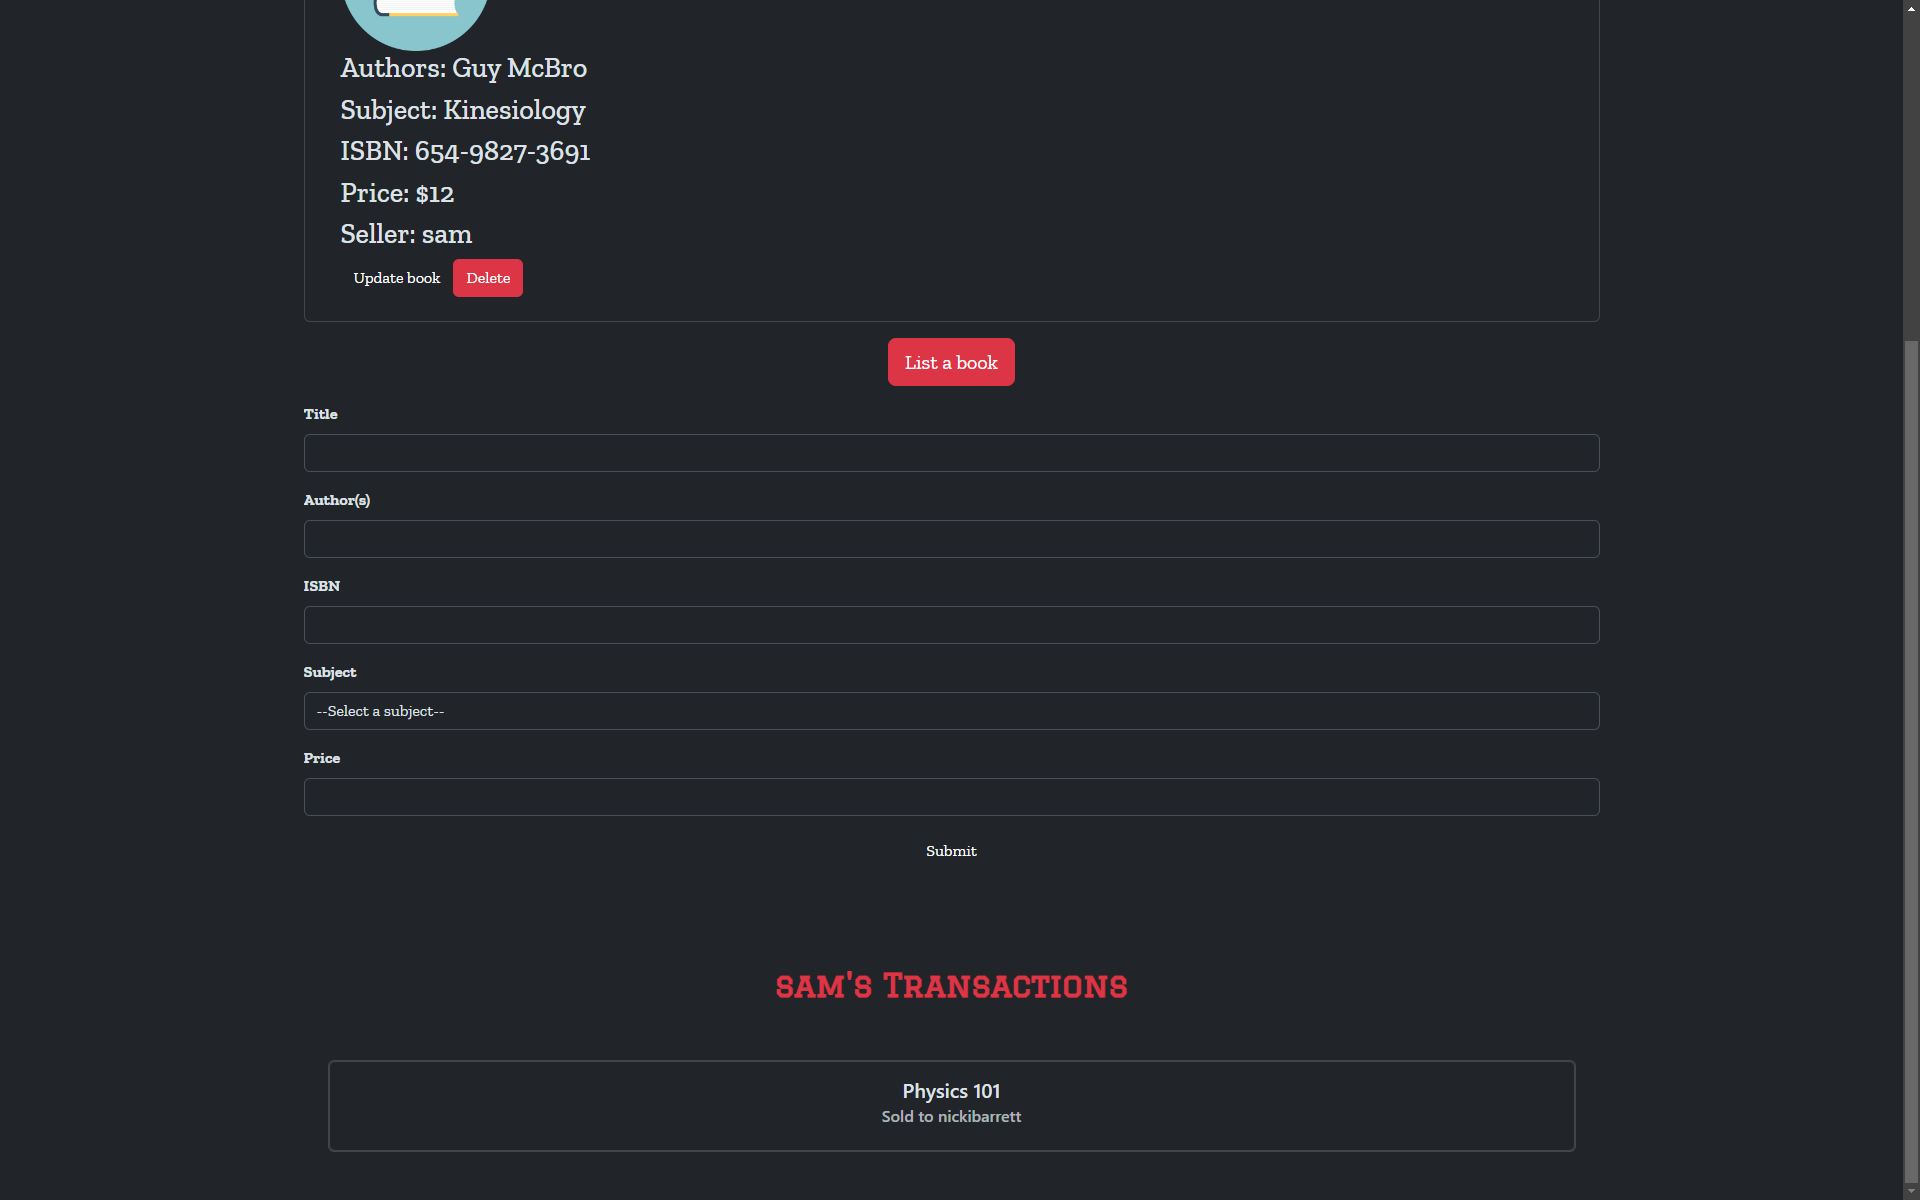 Authors: Guy McBro
Subject: Kinesiology
ISBN: 654-9827-3691
Price: $12
Seller: sam
Update book Delete
List a book
Title
Author(s)
ISBN
Subject
--Select a subject--
Price
Submit
sam's Transactions
Physics 101
Sold to nickibarrett